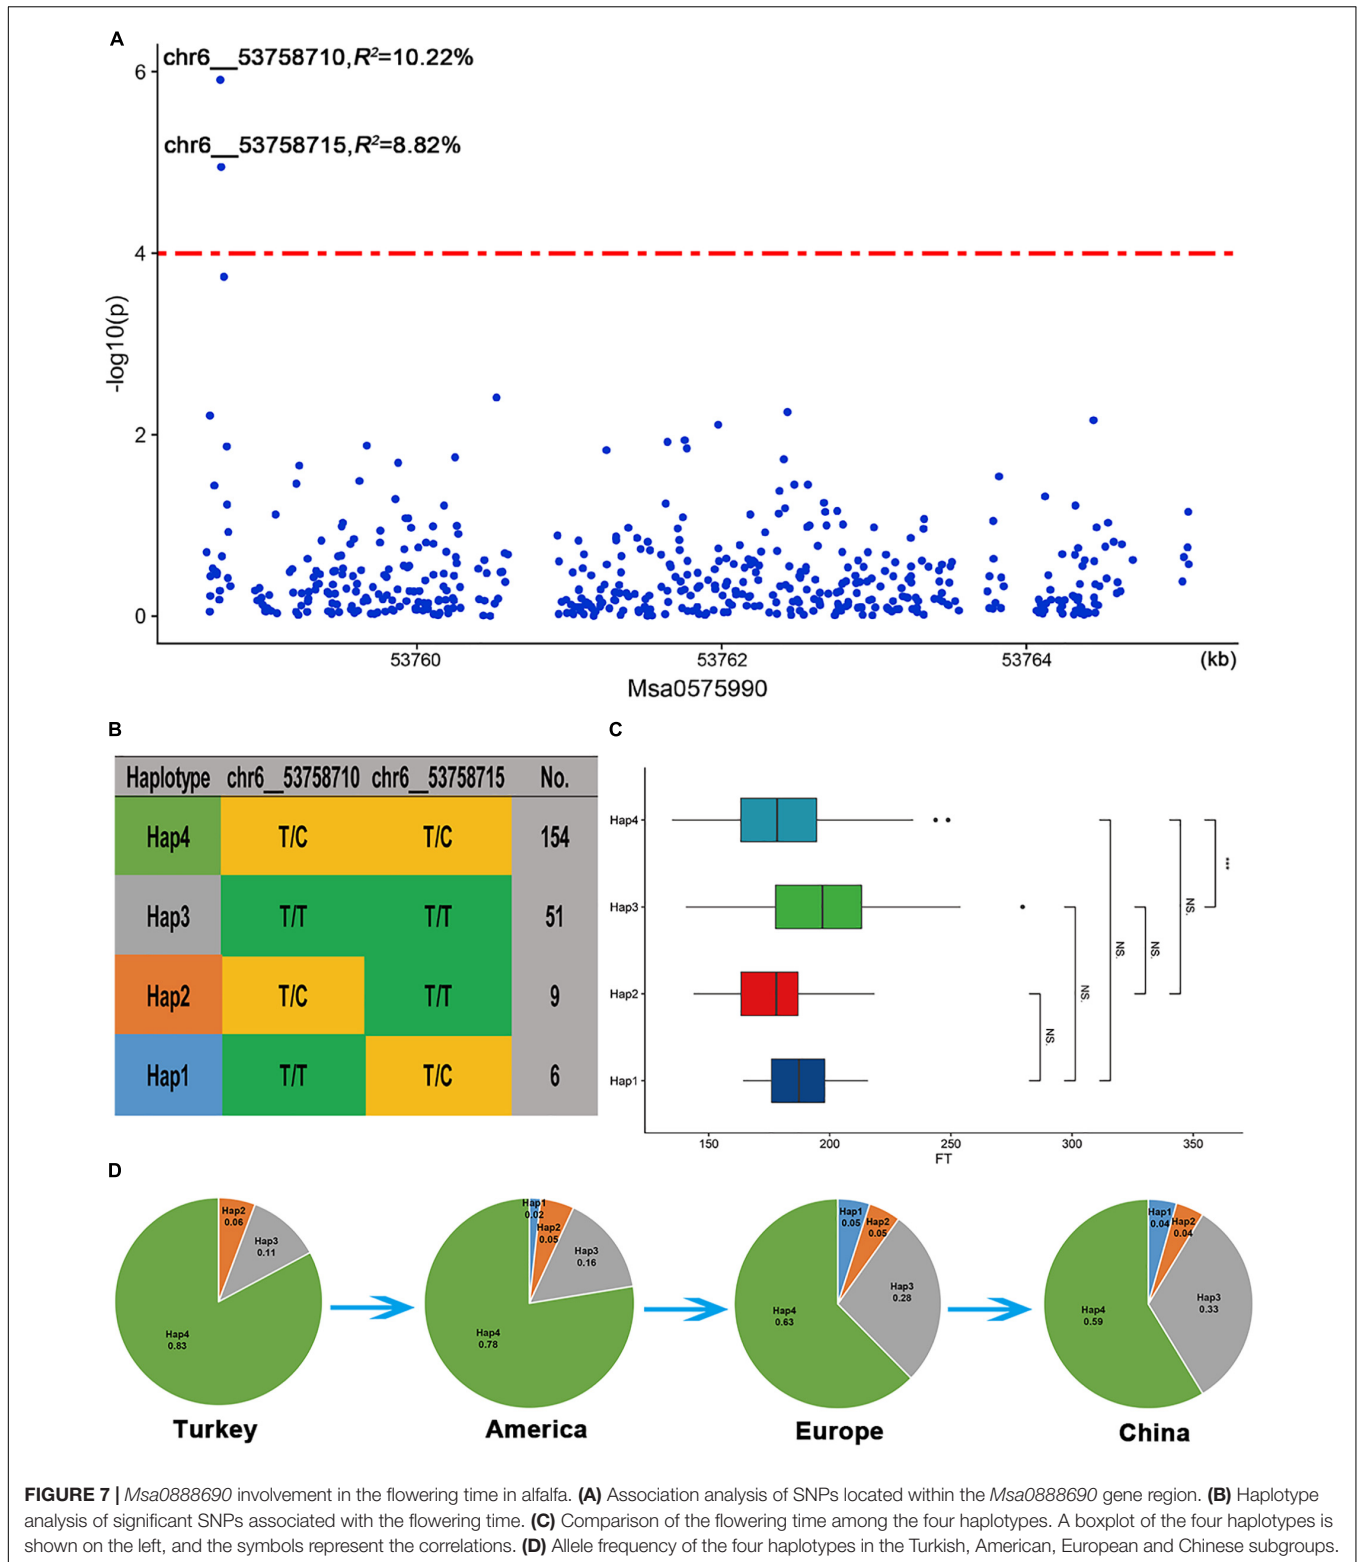 A
chr6__53758710,R²=10.22%
chr6__53758715,R²=8.82%
6
4
2
0
-log10(p)
53760
53762
53764
(kb)
Msa0575990
B
Haplotype chr6__53758710 chr6__53758715 No.
Hap4 T/C T/C 154
Hap3 T/T T/T 51
Hap2 T/C T/T 9
Hap1 T/T T/C 6
C
Hap4
Hap3
Hap2
Hap1
NS.
NS.
NS.
NS.
NS.
***
150
200
250
300
350
FT
D
Hap2
0.06
Hap3
0.11
Hap4
0.83
Turkey
Hap1
0.02
Hap2
0.05
Hap3
0.16
Hap4
0.78
America
Hap1
0.05
Hap2
0.05
Hap3
0.28
Hap4
0.63
Europe
Hap1
0.04
Hap2
0.04
Hap3
0.33
Hap4
0.59
China
FIGURE 7 | Msa0888690 involvement in the flowering time in alfalfa. (A) Association analysis of SNPs located within the Msa0888690 gene region. (B) Haplotype
analysis of significant SNPs associated with the flowering time. (C) Comparison of the flowering time among the four haplotypes. A boxplot of the four haplotypes is
shown on the left, and the symbols represent the correlations. (D) Allele frequency of the four haplotypes in the Turkish, American, European and Chinese subgroups.